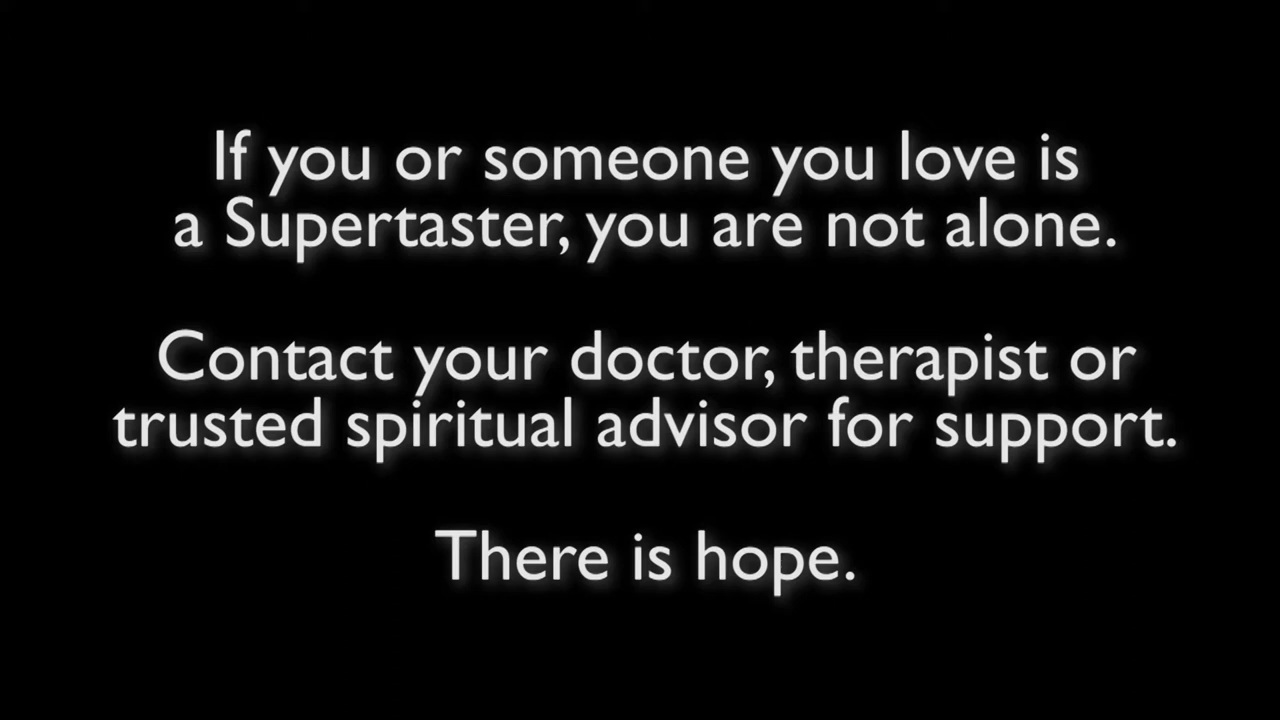 If you or someone you love is
a Supertaster, you are not alone.
Contact your doctor, therapist or
trusted spiritual advisor for support.
There is hope.